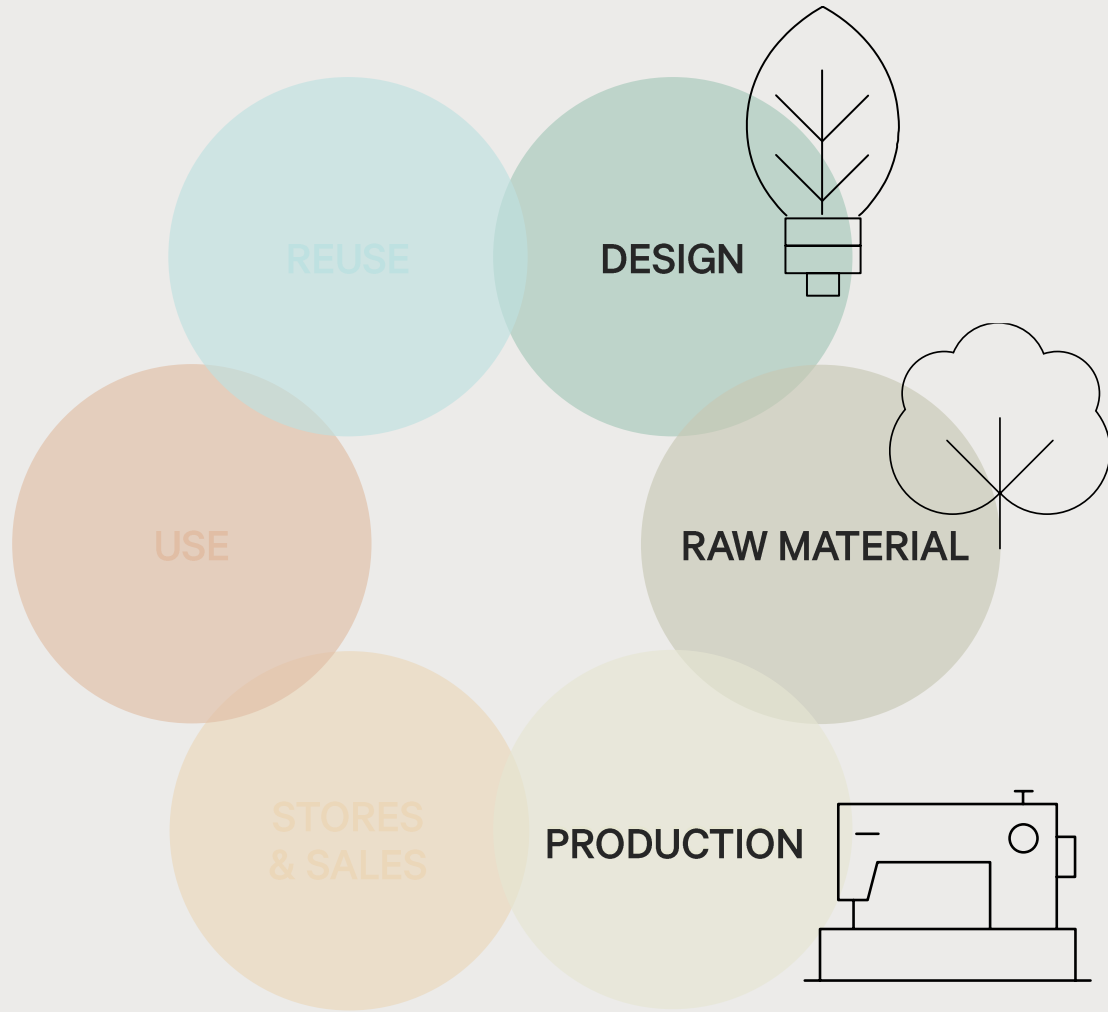 REUSE
DESIGN
USE
RAW MATERIAL
STORES
& SALES
PRODUCTION